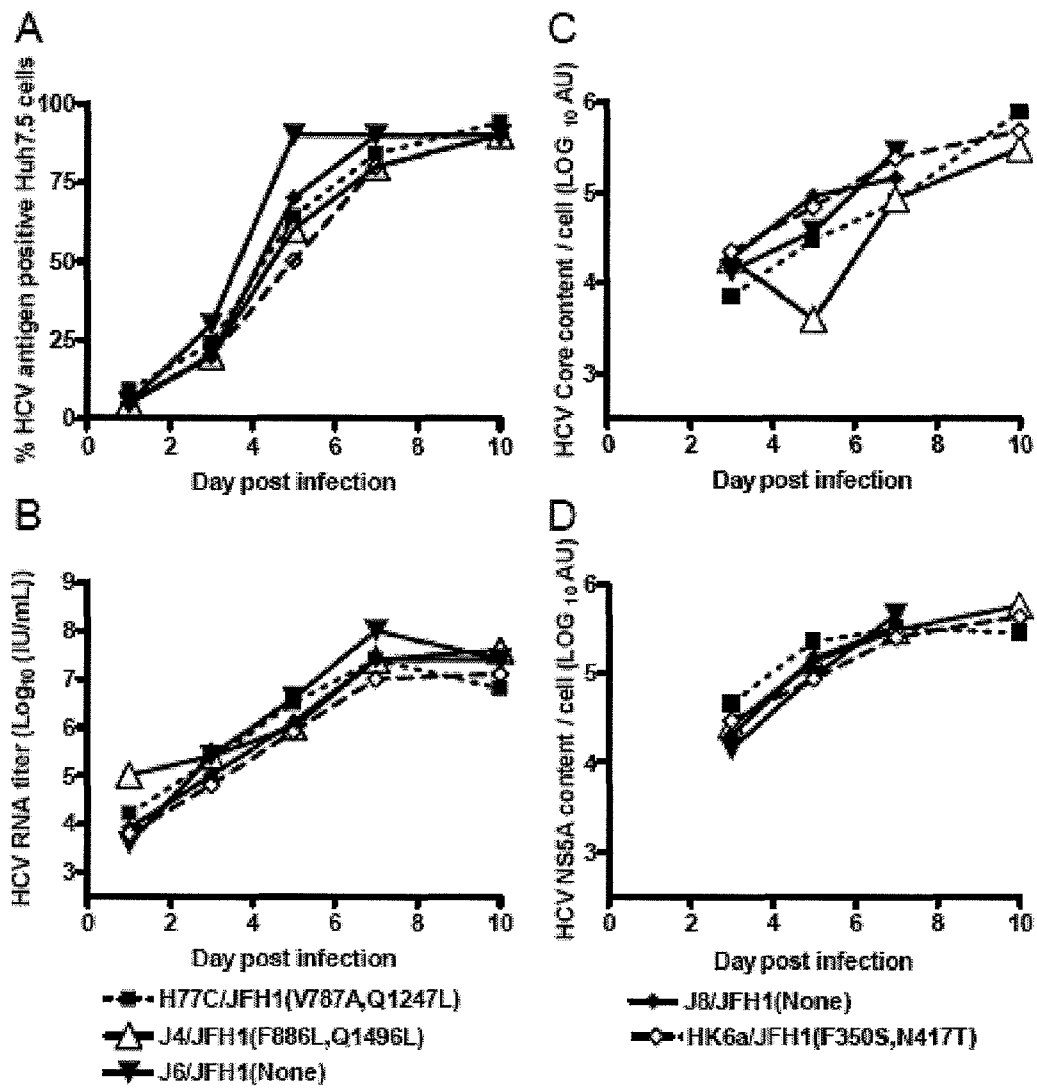 A
% HCV antigen positive Huh7.5 cells
100
75
50
25
0
0 2 4 6 8 10
Day post infection
C
HCV Core content / cell (LOG 10 AU)
6
5
4
3
0 2 4 6 8 10
Day post infection
B
HCV RNA titer (Log10 (IU/mL))
9
8
7
6
5
4
3
0 2 4 6 8 10
Day post infection
D
HCV NS5A content / cell (LOG 10 AU)
6
5
4
3
0 2 4 6 8 10
Day post infection
H77C/JFH1(V787A,Q1247L)
J4/JFH1(F886L,Q1496L)
J6/JFH1(None)
J8/JFH1(None)
HK6a/JFH1(F350S,N417T)